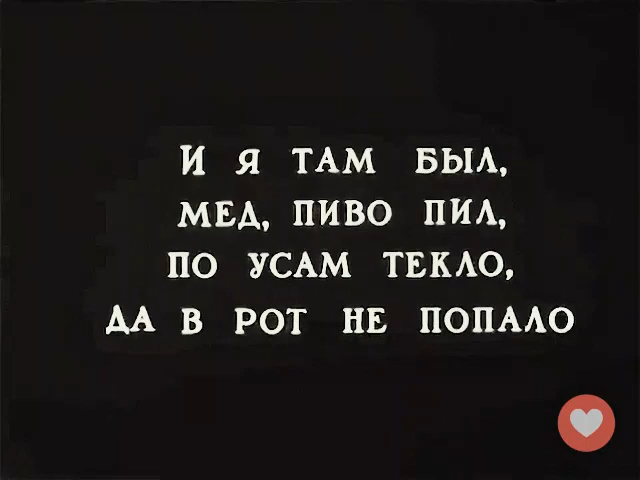 И Я ТАМ БЫЛ,
МЕД, ПИВО ПИЛ,
ПО УСАМ ТЕКЛО,
ДА В РОТ НЕ ПОПАЛО